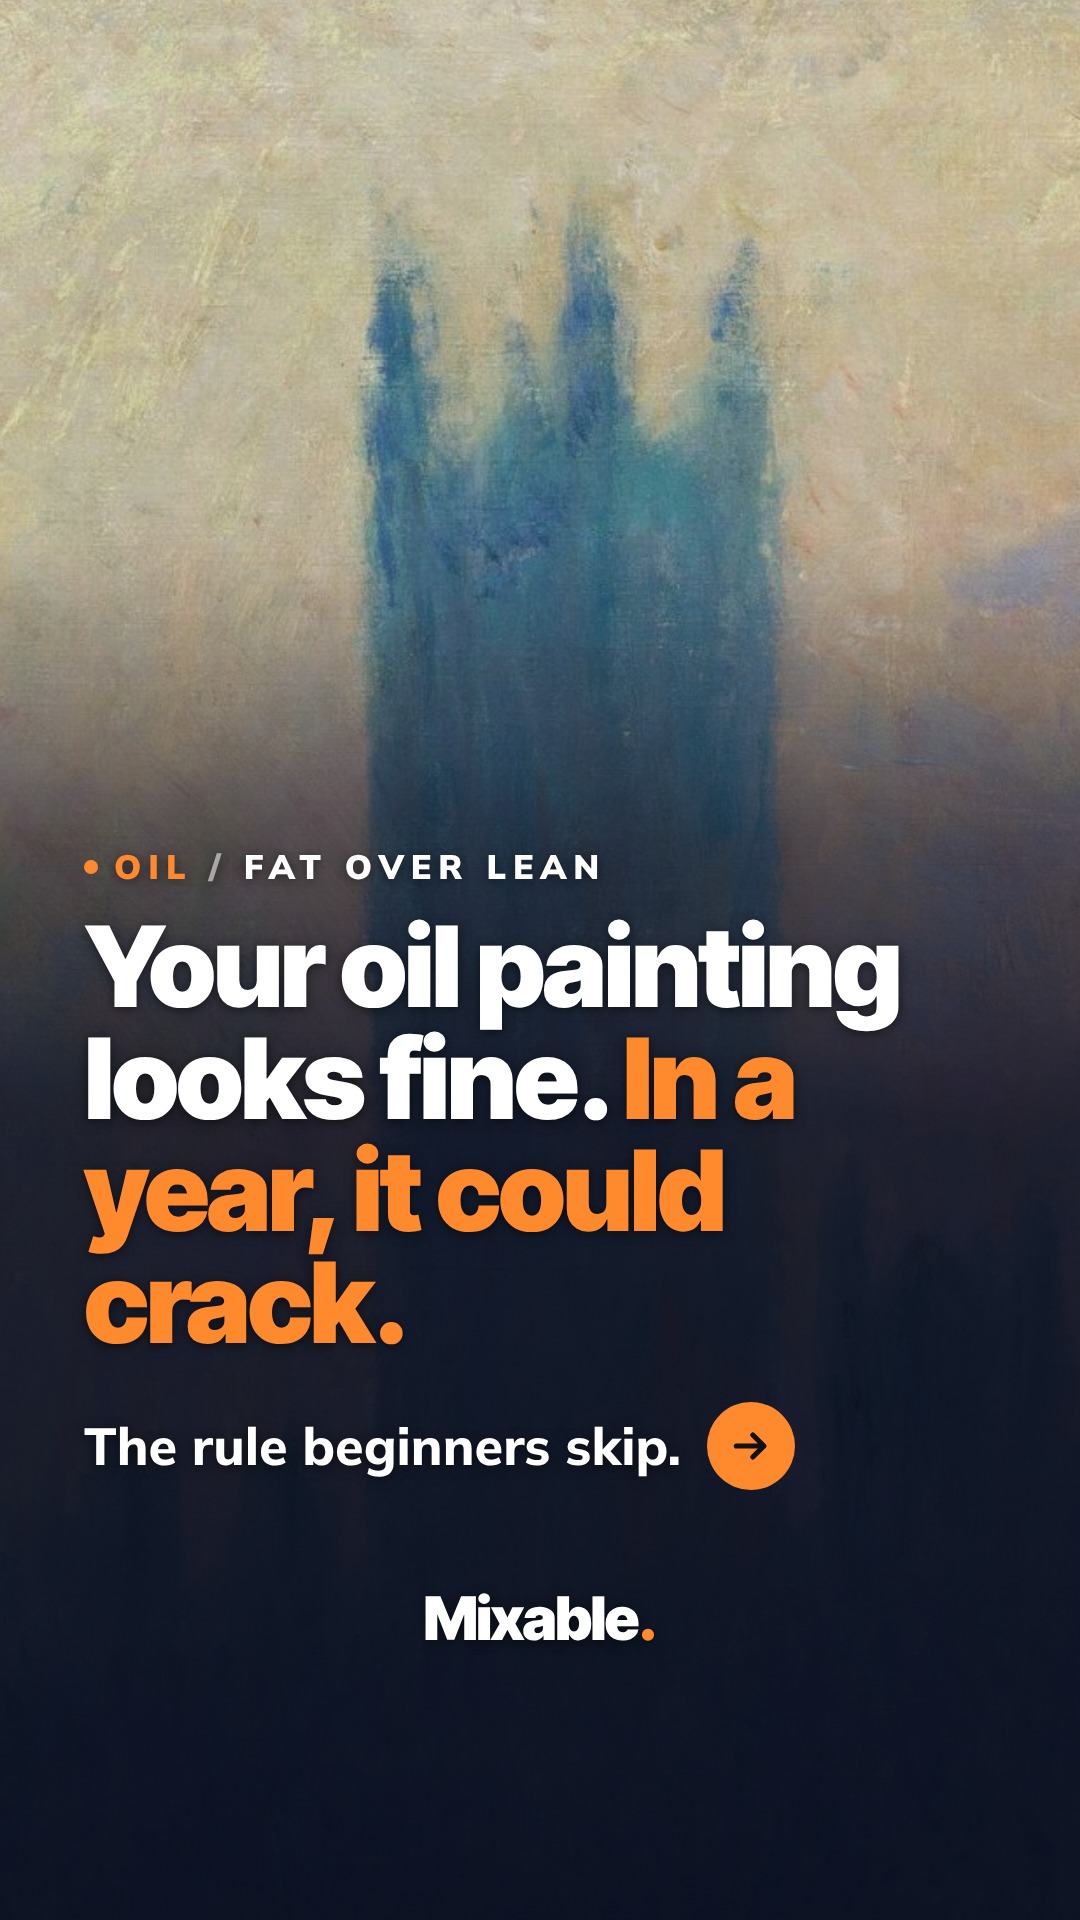 OIL / FAT OVER LEAN
Your oil painting
looks fine. In a
year, it could
crack.
The rule beginners skip.
Mixable.